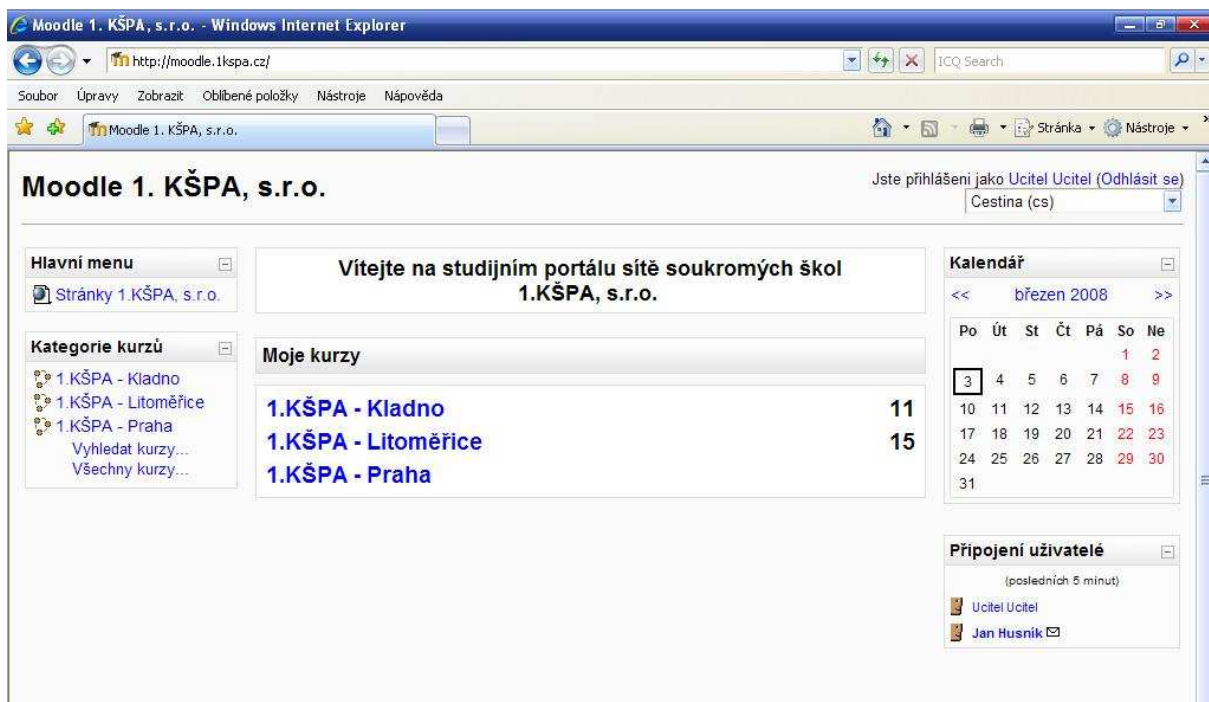 Moodle 1. KŠPA, s.r.o. - Windows Internet Explorer
http://moodle.1kspa.cz/
ICQ Search
Soubor Úpravy Zobrazit Oblíbené položky Nástroje Nápověda
Moodle 1. KŠPA, s.r.o.
Stránka Nástroje
Moodle 1. KŠPA, s.r.o.
Jste přihlášeni jako Ucitel Ucitel (Odhlásit se)
Cestina (cs)
Hlavní menu
Stránky 1.KŠPA, s.r.o.
Kategorie kurzů
1.KŠPA - Kladno
1.KŠPA - Litoměřice
1.KŠPA - Praha
Vyhledat kurzy...
Všechny kurzy...
Vítejte na studijním portálu sítě soukromých škol
1.KŠPA, s.r.o.
Moje kurzy
1.KŠPA - Kladno 11
1.KŠPA - Litoměřice 15
1.KŠPA - Praha
Kalendář
<< březen 2008 >>
Po Út St Čt Pá So Ne
1 2
3 4 5 6 7 8 9
10 11 12 13 14 15 16
17 18 19 20 21 22 23
24 25 26 27 28 29 30
31
Připojení uživatelé
(posledních 5 minut)
Ucitel Ucitel
Jan Husník